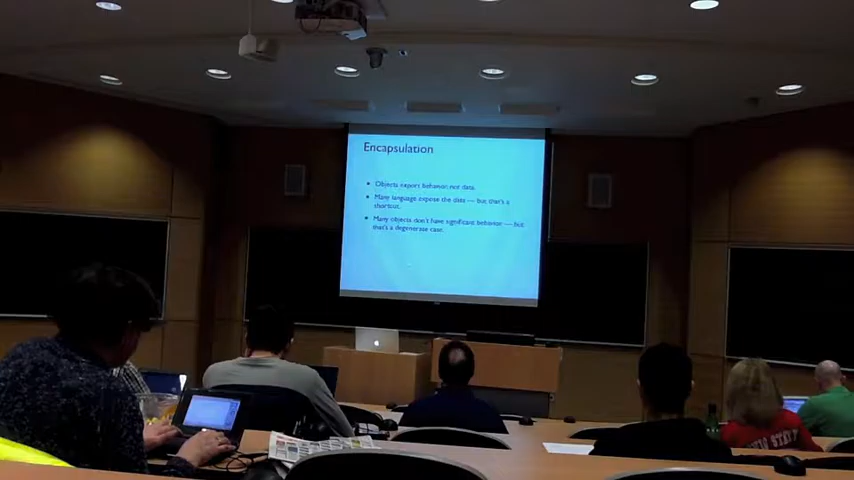 Encapsulation
• Objects export behavior, not data.
• Many language expose the data — but that's a
shortcut.
• Many objects don't have significant behavior — but
that's a degenerate case.
STATE